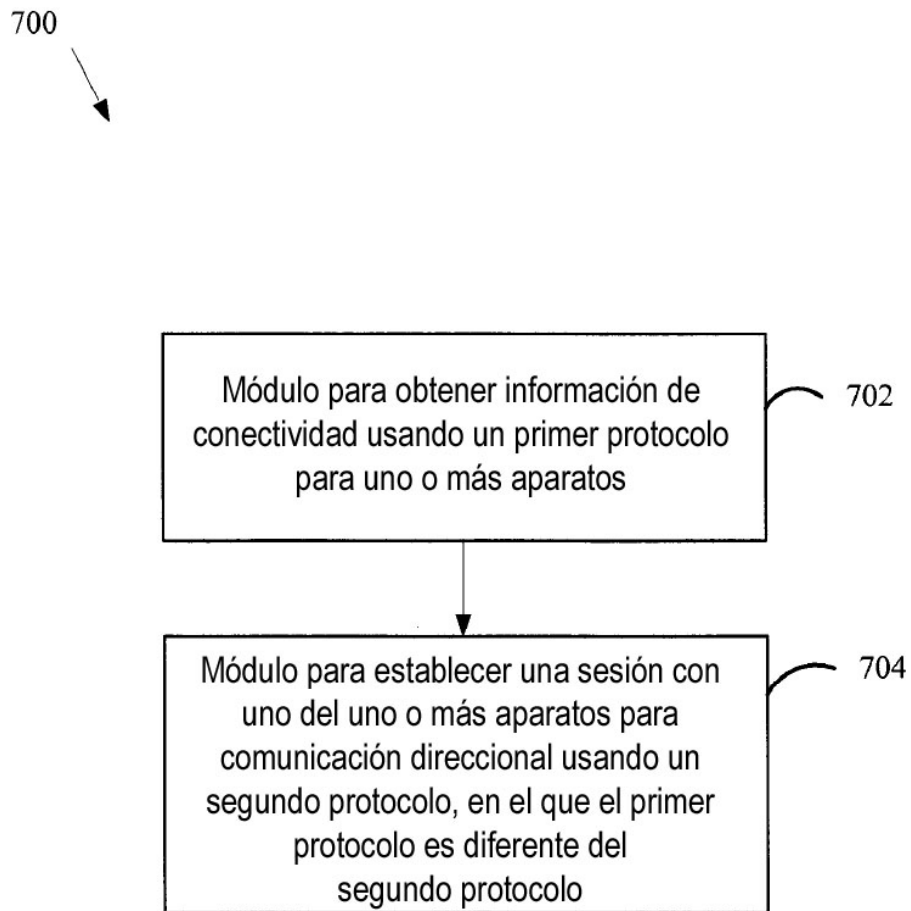 700
Módulo para obtener información de
conectividad usando un primer protocolo
para uno o más aparatos
702
Módulo para establecer una sesión con
uno del uno o más aparatos para
comunicación direccional usando un
segundo protocolo, en el que el primer
protocolo es diferente del
segundo protocolo
704